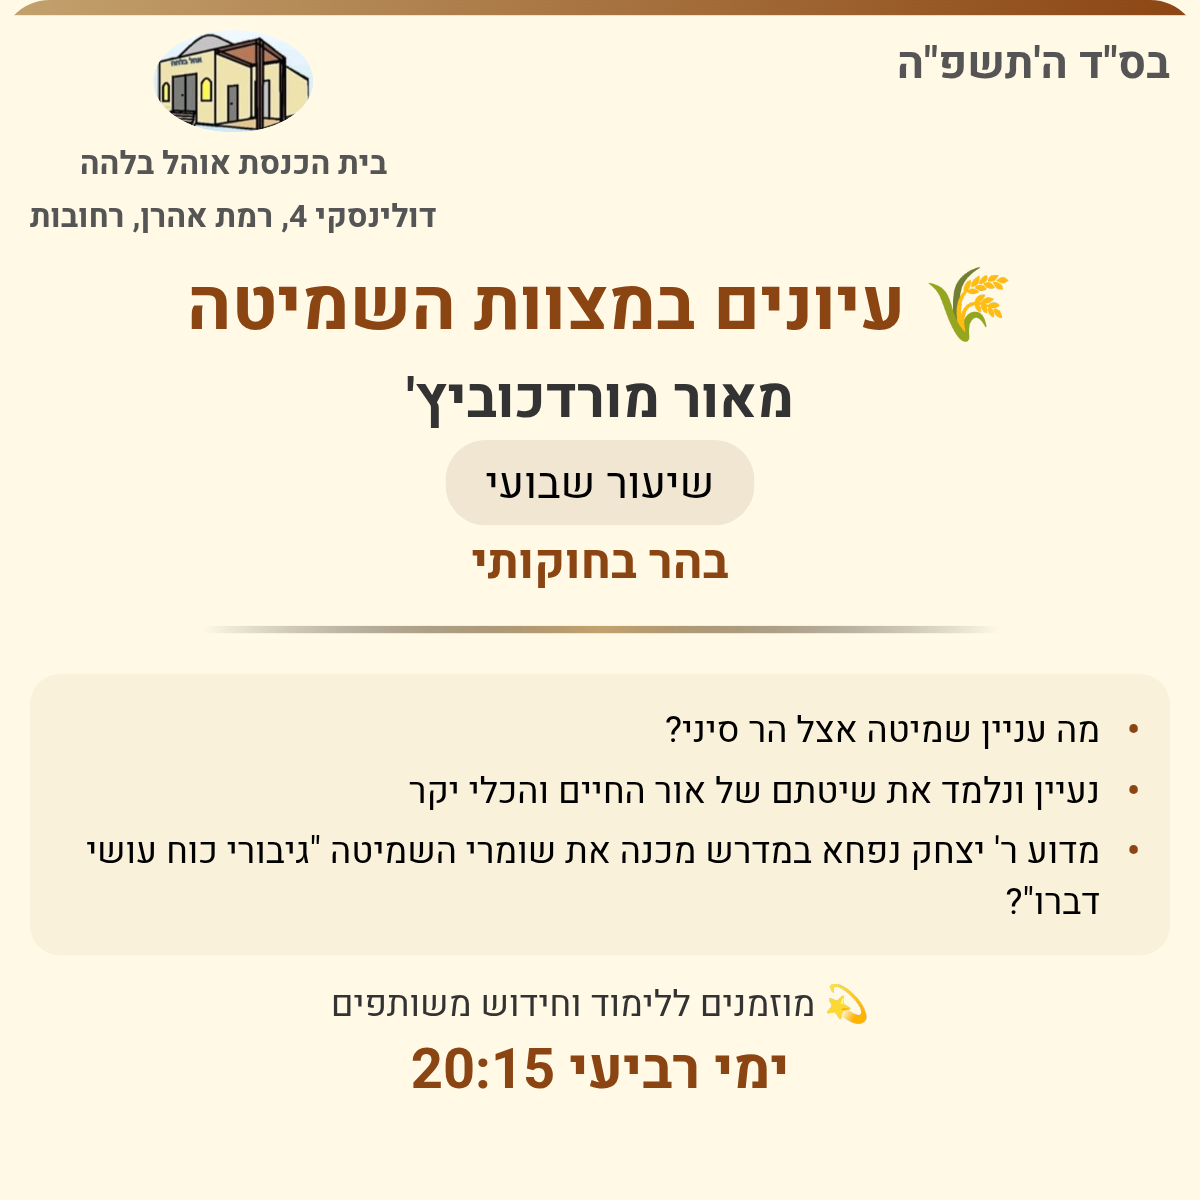 בס"ד ה'תשפ"ה
אוהל בלהה
בית הכנסת אוהל בלהה
דולינסקי 4, רמת אהרן, רחובות
🌾 עיונים במצוות השמיטה
מאור מורדכוביץ'
שיעור שבועי
בהר בחוקותי
• מה עניין שמיטה אצל הר סיני?
• נעיין ונלמד את שיטתם של אור החיים והכלי יקר
• מדוע ר' יצחק נפחא במדרש מכנה את שומרי השמיטה "גיבורי כוח עושי
דברו"?
💫 מוזמנים ללימוד וחידוש משותפים
ימי רביעי 20:15